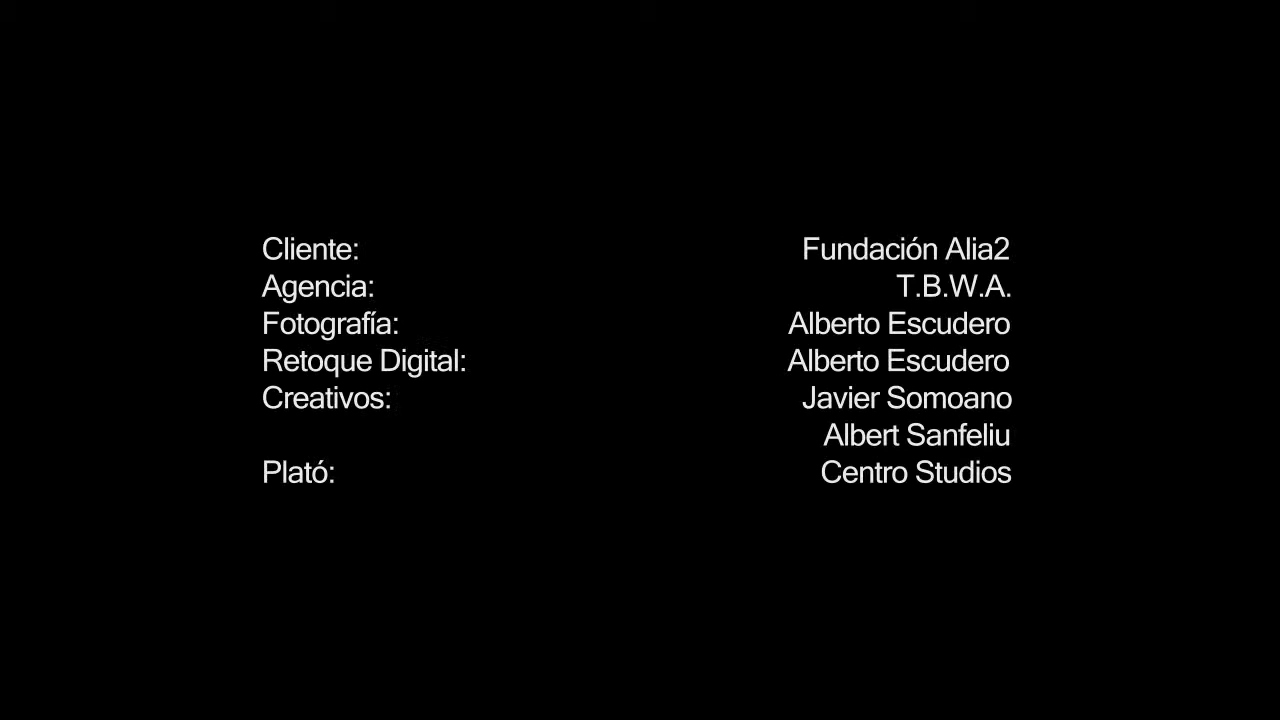 Cliente: Fundación Alia2
Agencia: T.B.W.A.
Fotografía: Alberto Escudero
Retoque Digital: Alberto Escudero
Creativos: Javier Somoano
Albert Sanfeliu
Plató: Centro Studios